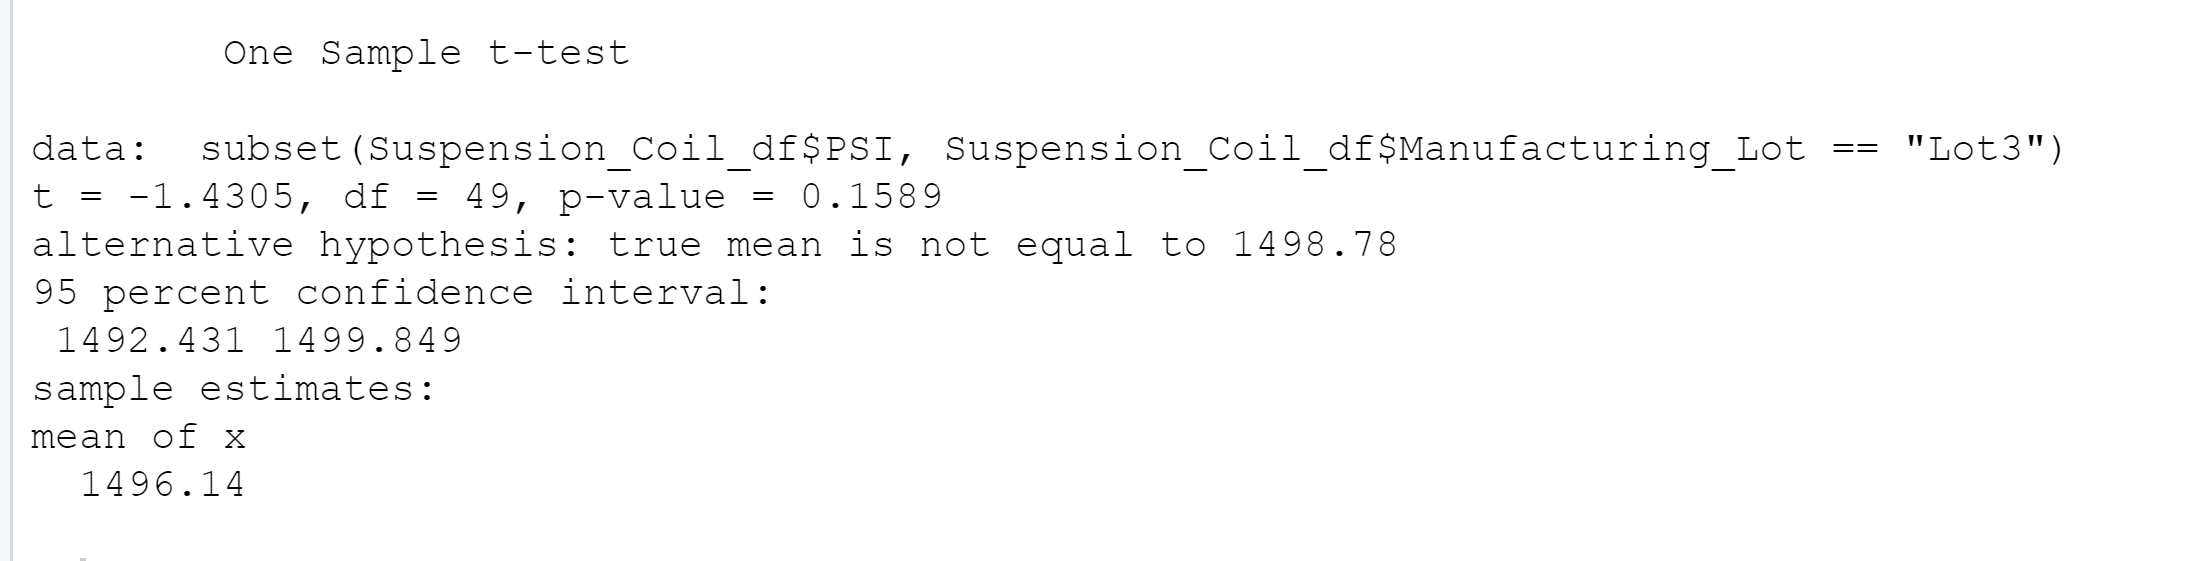 One Sample t-test
data:  subset(Suspension_Coil_df$PSI, Suspension_Coil_df$Manufacturing_Lot == "Lot3")
t = -1.4305, df = 49, p-value = 0.1589
alternative hypothesis: true mean is not equal to 1498.78
95 percent confidence interval:
1492.431 1499.849
sample estimates:
mean of x
1496.14